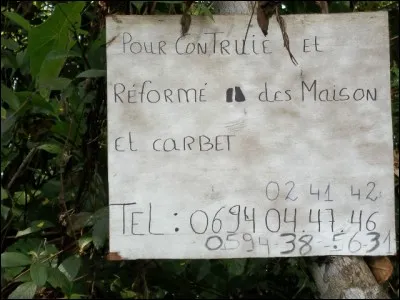 POUR CONTRUIE et
RÉFORMÉ des MAISON
et CARBET
02 41 42
TEL: 0694 04.47.46
0594-38-56-31